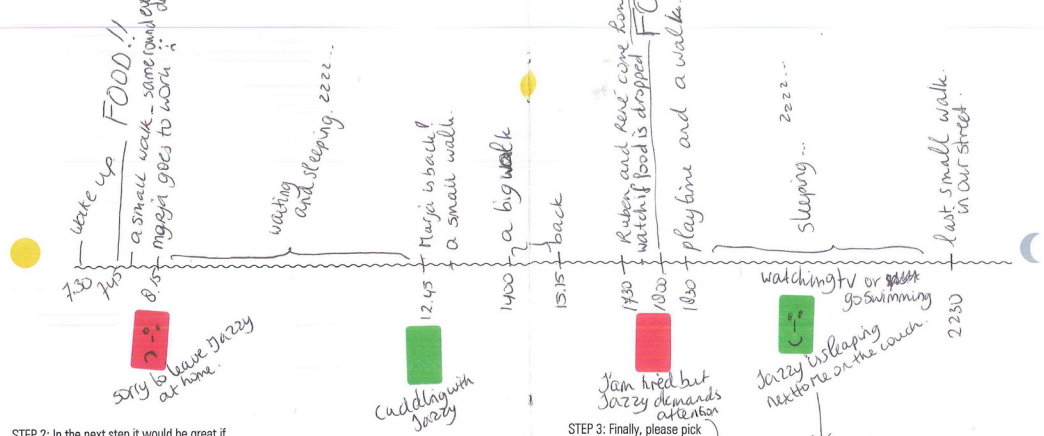 wake up
FOOD!!
a small walk - same round
marja goes to work
waiting
and sleeping. zzzz...
Marja is back!
a small walk.
a big walk
back
Ruben and René come hom
watch if food is dropped
FO
playtime and a walk.
sleeping... zzzz...
last small walk
in our street.
7.30
745
8.15
12.45
1400
15.15
1730
1800
1830
watching tv or
go swimming
2230
sorry to leave Jazzy
at home.
Cuddling with
Jazzy
I'am tired but
Jazzy demands
attention
Jazzy is sleaping
next to me on the couch.
STEP 2: In the next step it would be great if
STEP 3: Finally, please pick